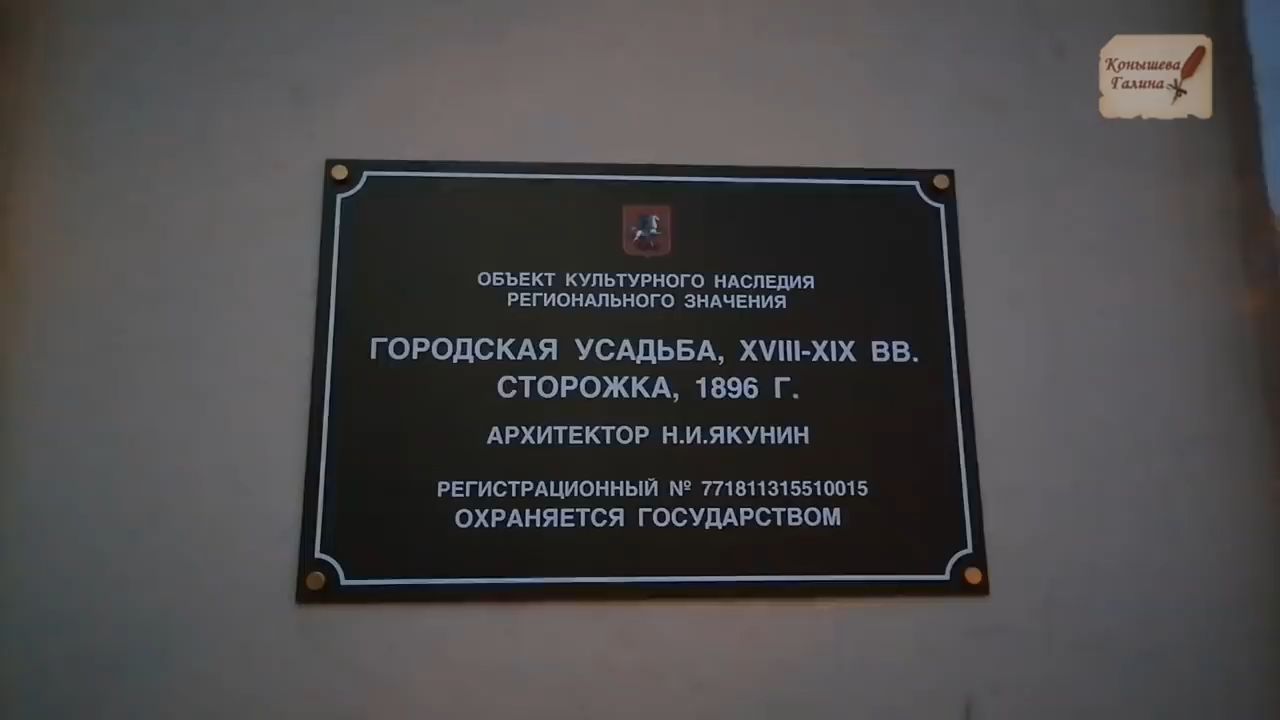 Конышева
Галина
ОБЪЕКТ КУЛЬТУРНОГО НАСЛЕДИЯ
РЕГИОНАЛЬНОГО ЗНАЧЕНИЯ
ГОРОДСКАЯ УСАДЬБА, XVIII-XIX ВВ.
СТОРОЖКА, 1896 Г.
АРХИТЕКТОР Н.И.ЯКУНИН
РЕГИСТРАЦИОННЫЙ № 771811315510015
ОХРАНЯЕТСЯ ГОСУДАРСТВОМ